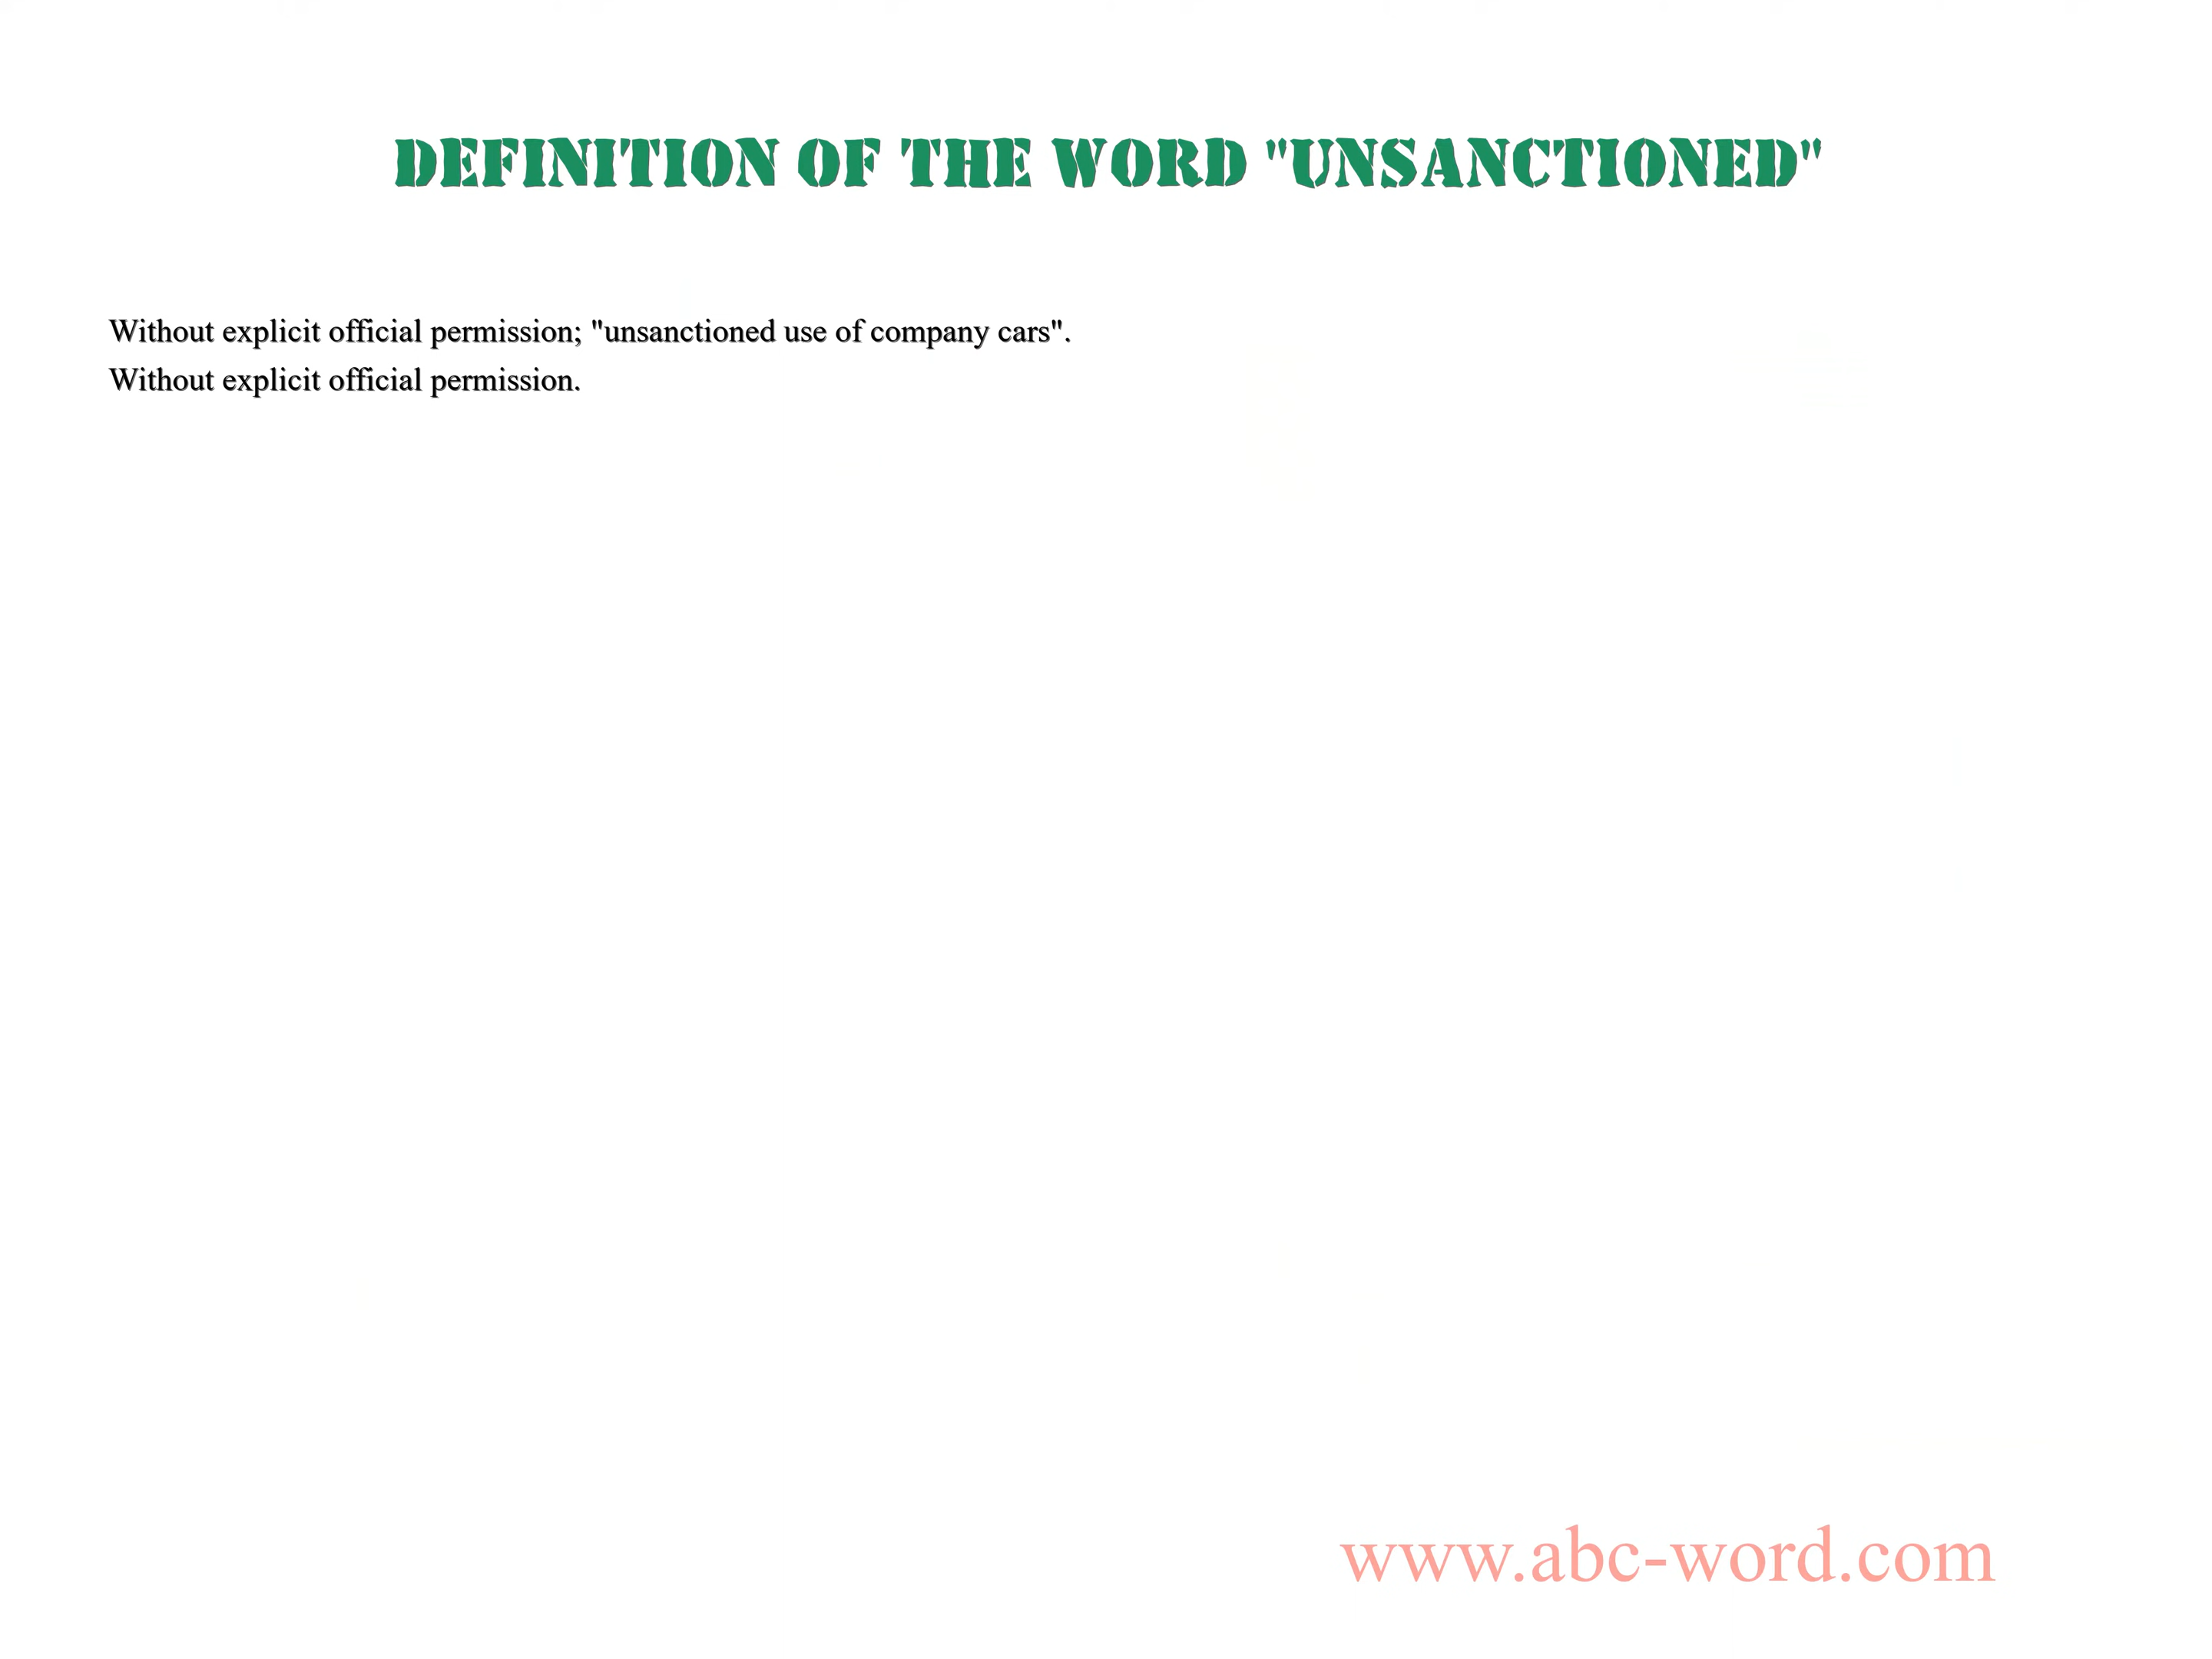 DEFINITION OF THE WORD "UNSANCTIONED"
Without explicit official permission; "unsanctioned use of company cars".
Without explicit official permission.
www.abc-word.com